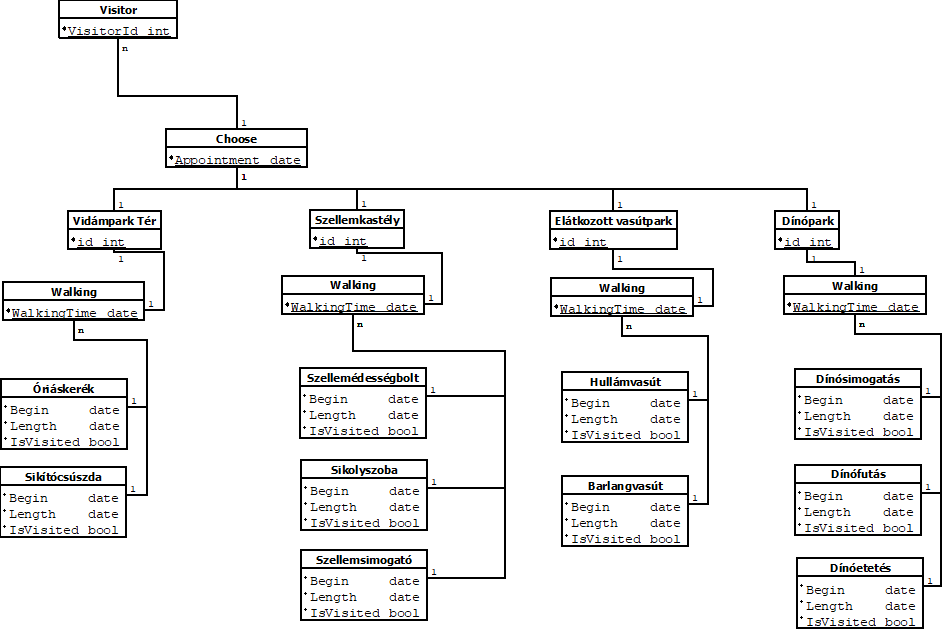 Visitor
VisitorId int
n
1
Choose
Appointment date
1
1 1 1 1
Vidámpark Tér
id int
1
Szellemkastély
id int
1
Elátkozott vasútpark
id int
1
Dínópark
id int
1
Walking
WalkingTime date
1
n
Walking
WalkingTime date
1
n
Walking
WalkingTime date
1
n
1
Walking
WalkingTime date
n
Óriáskerék
Begin date
Length date
IsVisited bool
1
Sikítócsúszda
Begin date
Length date
IsVisited bool
1
Szellemédességbolt
Begin date
Length date
IsVisited bool
1
Sikolyszoba
Begin date
Length date
IsVisited bool
1
Szellemsimogató
Begin date
Length date
IsVisited bool
1
Hullámvasút
Begin date
Length date
IsVisited bool
1
Barlangvasút
Begin date
Length date
IsVisited bool
1
Dínósimogatás
Begin date
Length date
IsVisited bool
1
Dínófutás
Begin date
Length date
IsVisited bool
1
Dínóetetés
Begin date
Length date
IsVisited bool
1